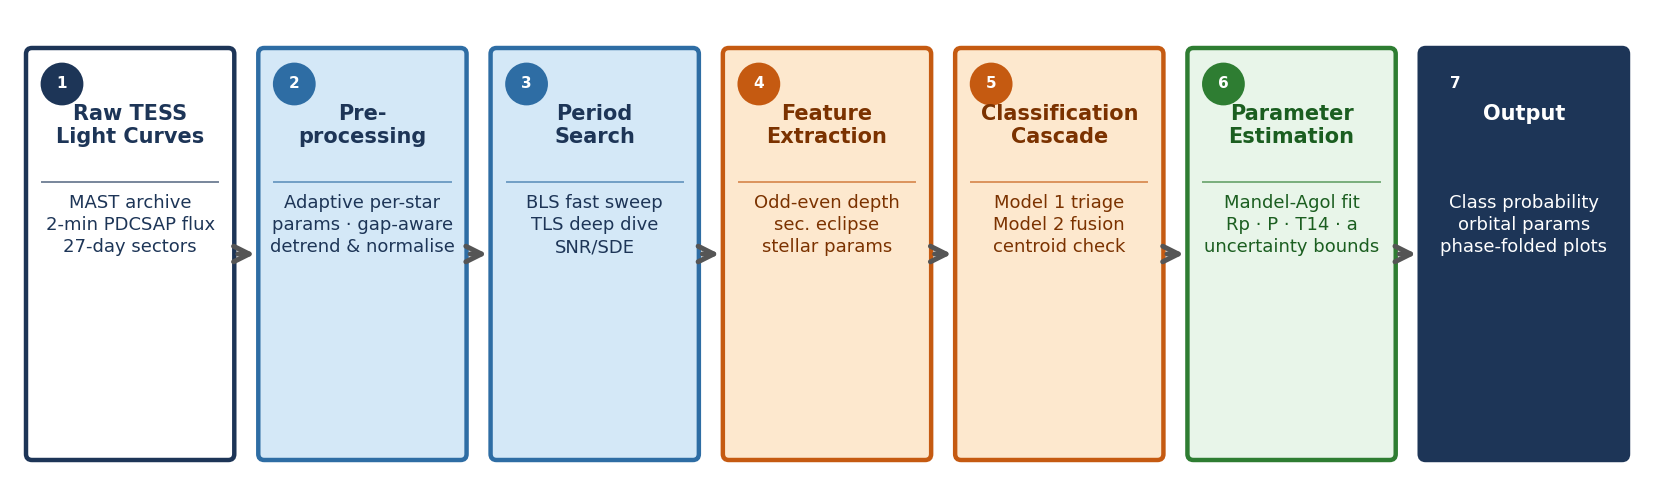 1
Raw TESS
Light Curves
MAST archive
2-min PDCSAP flux
27-day sectors
2
Pre-
processing
Adaptive per-star
params · gap-aware
detrend & normalise
3
Period
Search
BLS fast sweep
TLS deep dive
SNR/SDE
4
Feature
Extraction
Odd-even depth
sec. eclipse
stellar params
5
Classification
Cascade
Model 1 triage
Model 2 fusion
centroid check
6
Parameter
Estimation
Mandel-Agol fit
Rp · P · T14 · a
uncertainty bounds
7
Output
Class probability
orbital params
phase-folded plots